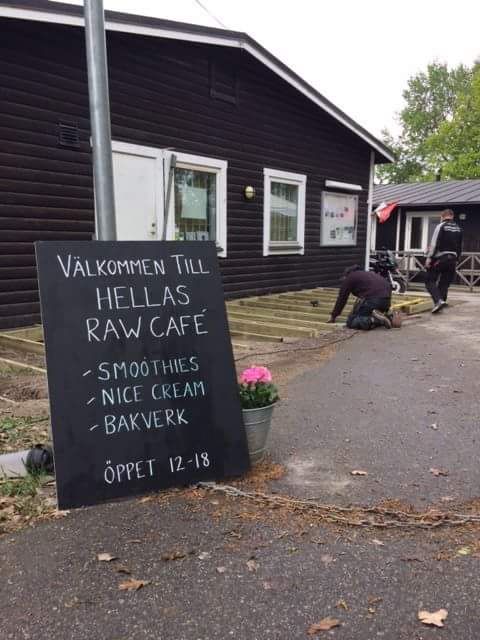 VÄLKOMMEN TILL
HELLAS
RAW CAFÉ
- SMOOTHIES
- NICE CREAM
- BAKVERK
ÖPPET 12-18